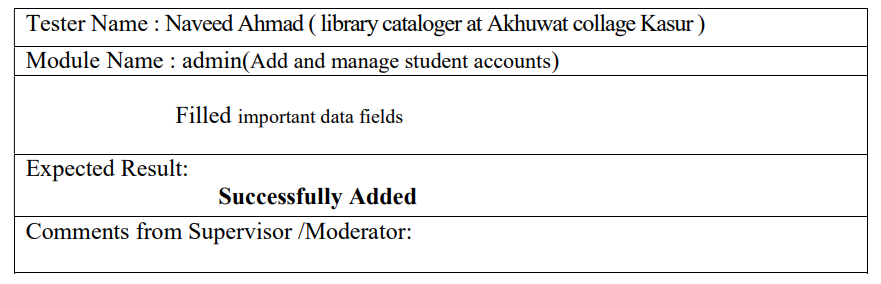 Tester Name : Naveed Ahmad ( library cataloger at Akhuwat collage Kasur )
Module Name : admin(Add and manage student accounts)
Filled important data fields
Expected Result:
Successfully Added
Comments from Supervisor /Moderator: